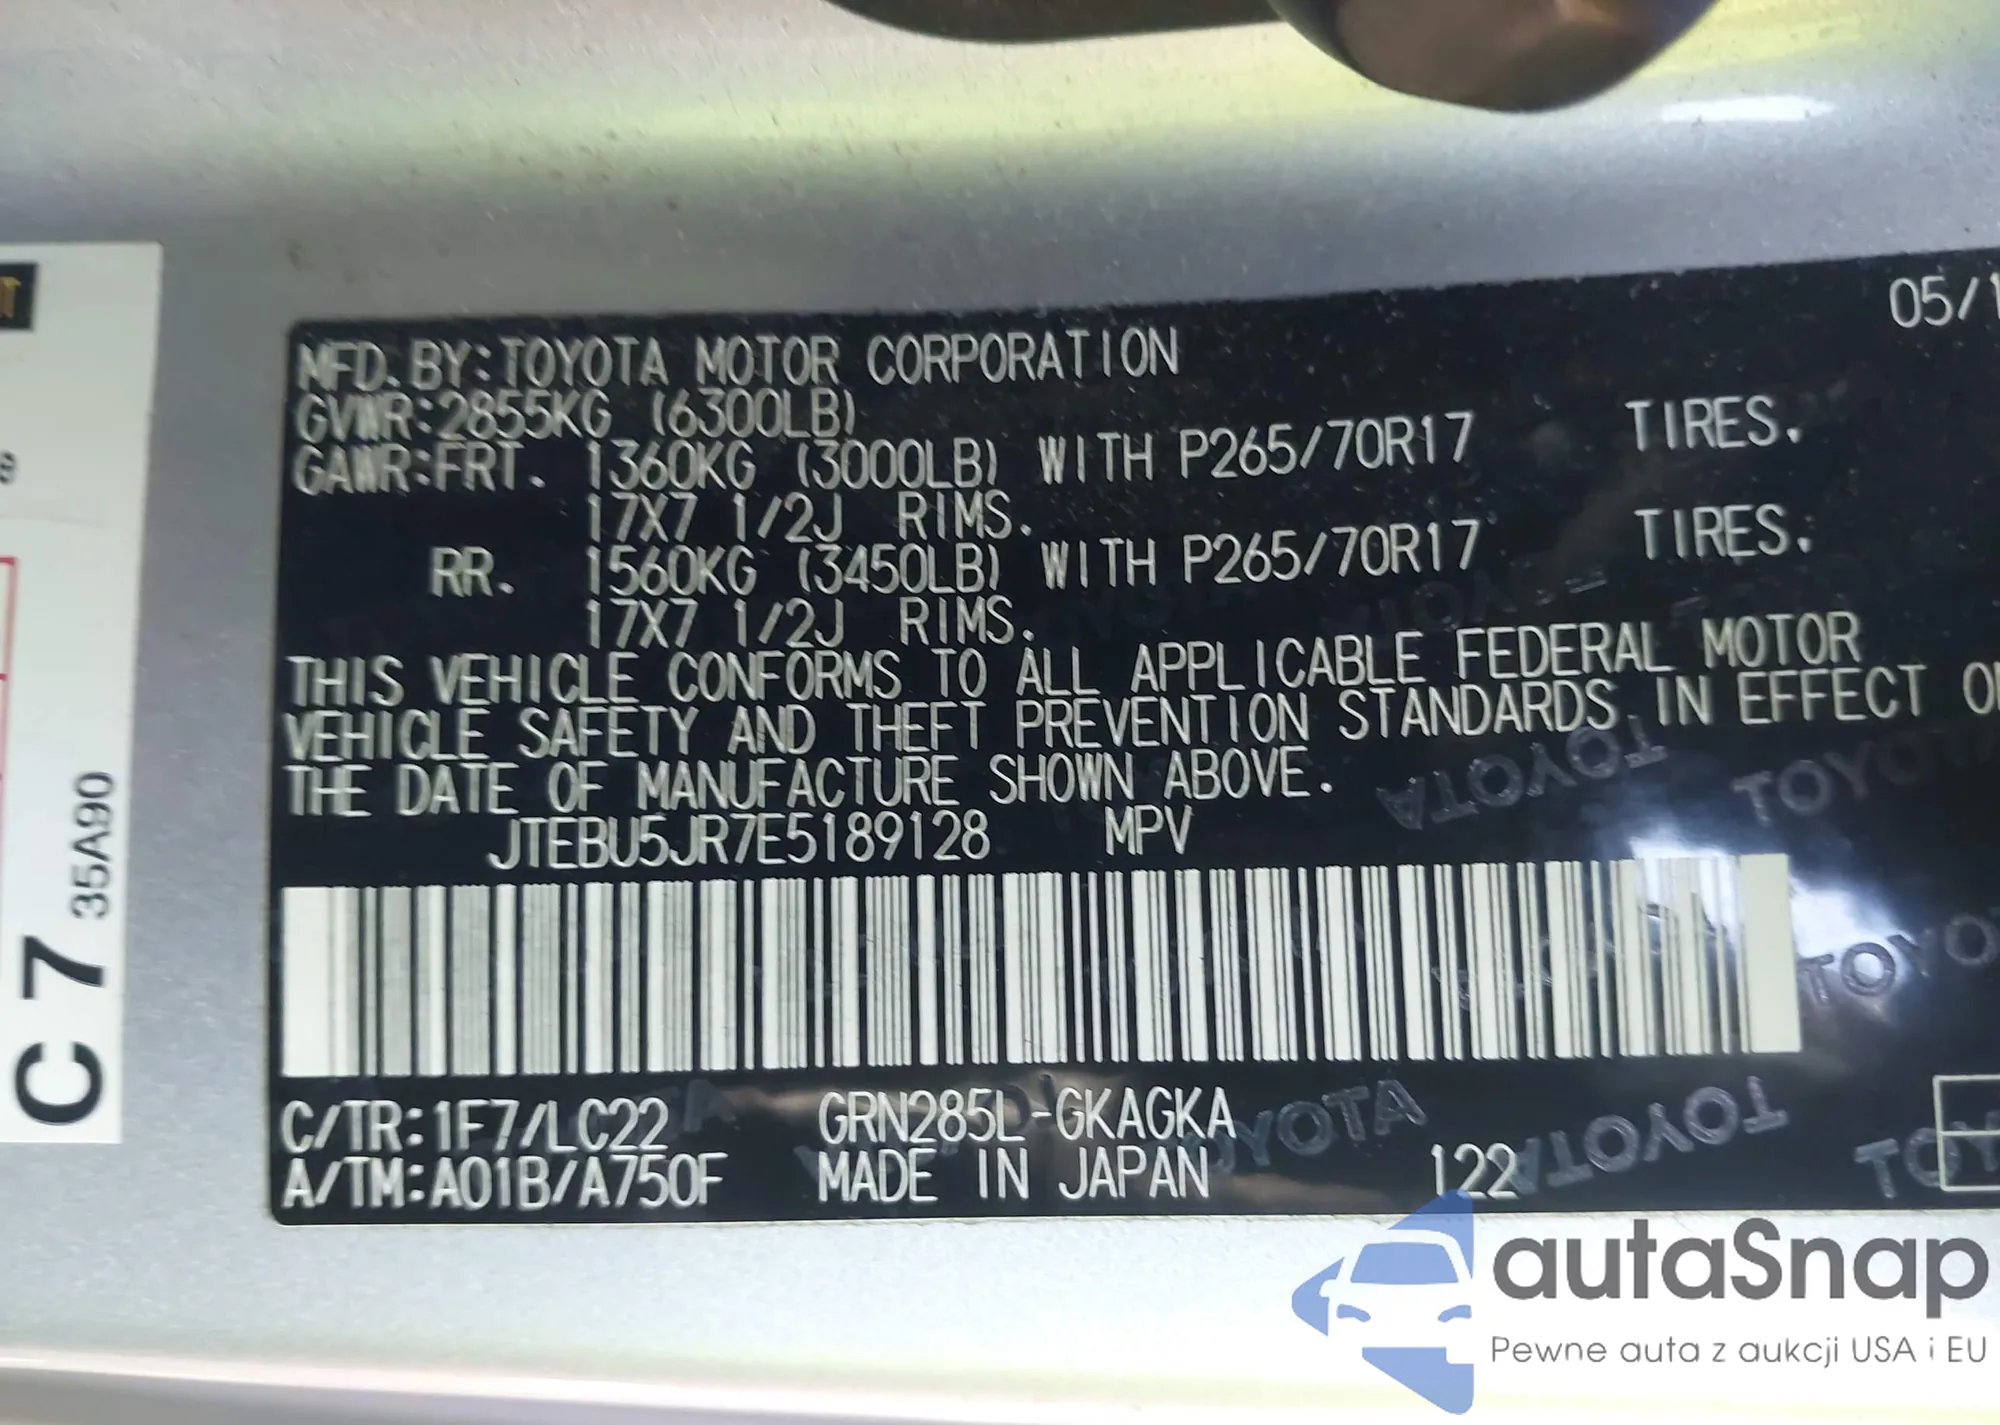 05/1
MFD. BY: TOYOTA MOTOR CORPORATION
GVWR: 2855KG (6300LB)
GAWR: FRT. 1360KG (3000LB) WITH P265/70R17 TIRES.
17X7 1/2J RIMS.
RR. 1560KG (3450LB) WITH P265/70R17 TIRES.
17X7 1/2J RIMS.
THIS VEHICLE CONFORMS TO ALL APPLICABLE FEDERAL MOTOR
VEHICLE SAFETY AND THEFT PREVENTION STANDARDS IN EFFECT
THE DATE OF MANUFACTURE SHOWN ABOVE.
JTEBU5JR7E5189128 MPV
C/TR: 1F7/LC22 GRN285L-GKAGKA
A/TM: A01B/A750F MADE IN JAPAN 122
C 7 35A90
TOYOTA
autaSnap
Pewne auta z aukcji USA i EU